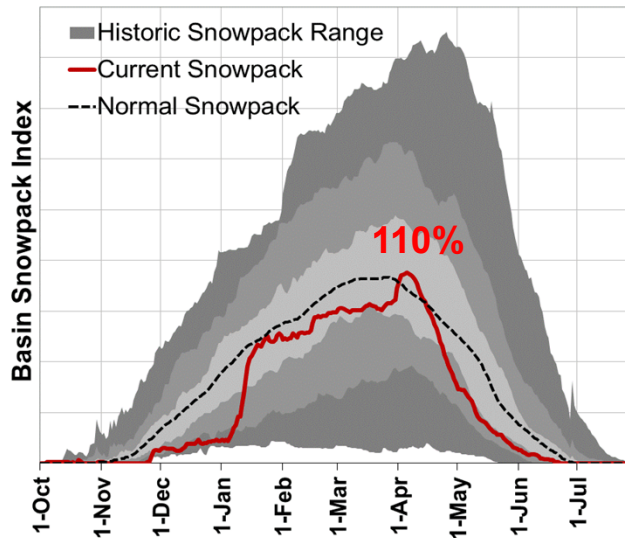 Historic Snowpack Range
Current Snowpack
Normal Snowpack
110%
Basin Snowpack Index
1-Oct
1-Nov
1-Dec
1-Jan
1-Feb
1-Mar
1-Apr
1-May
1-Jun
1-Jul